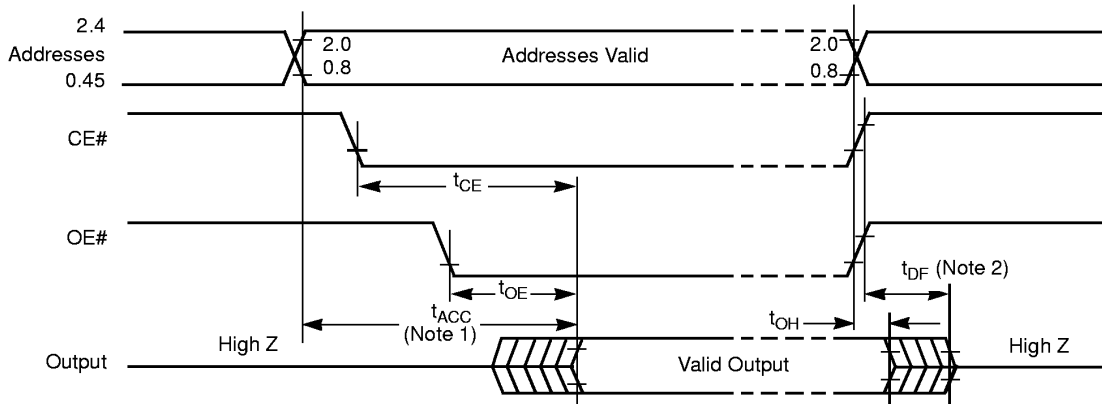 2.4
Addresses
0.45
2.0
0.8
Addresses Valid
2.0
0.8
CE#
tCE
OE#
tOE
tDF (Note 2)
tACC
(Note 1)
tOH
Output
High Z
Valid Output
High Z